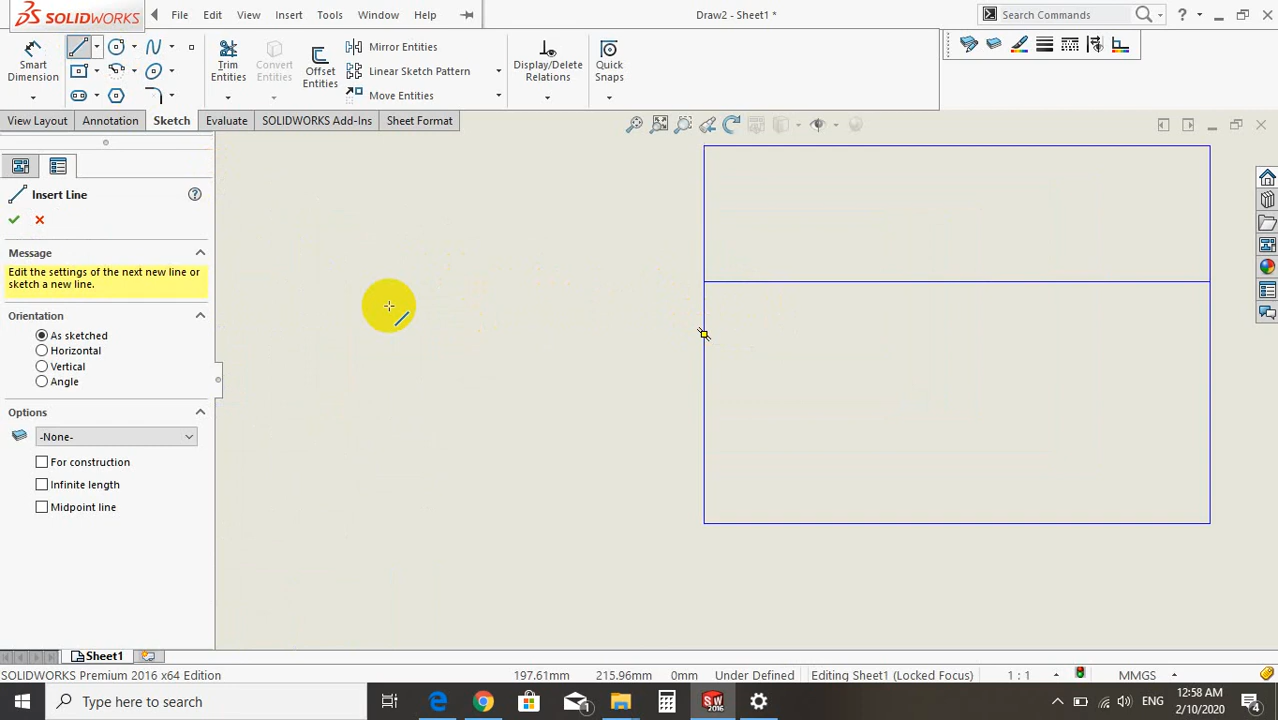 SOLIDWORKS File Edit View Insert Tools Window Help Draw2 - Sheet1 * Search Commands ?
Smart Dimension
Trim Entities
Convert Entities
Offset Entities
Mirror Entities
Linear Sketch Pattern
Move Entities
Display/Delete Relations
Quick Snaps
SW
View Layout Annotation Sketch Evaluate SOLIDWORKS Add-Ins Sheet Format
Insert Line ?
Message
Edit the settings of the next new line or
sketch a new line.
Orientation
As sketched
Horizontal
Vertical
Angle
Options
-None-
For construction
Infinite length
Midpoint line
Sheet1
SOLIDWORKS Premium 2016 x64 Edition 197.61mm 215.96mm 0mm Under Defined Editing Sheet1 (Locked Focus) 1 : 1 MMGS
Type here to search 1 SW 2016 ENG 12:58 AM
2/10/2020 4